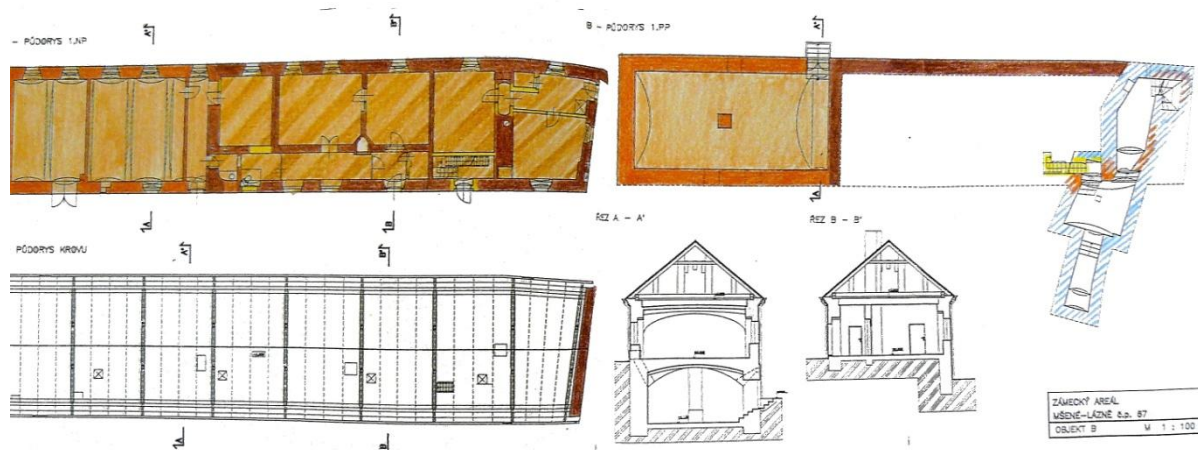 - PŮDORYS 1.NP
A'
B'
B - PŮDORYS 1.PP
A'
A
B
A
PŮDORYS KROVU
A'
B'
ŘEZ A - A'
ŘEZ B - B'
A
B
ZÁMECKÝ AREÁL
MŠENÉ-LÁZNĚ č.p. 87
OBJEKT B M 1 : 100